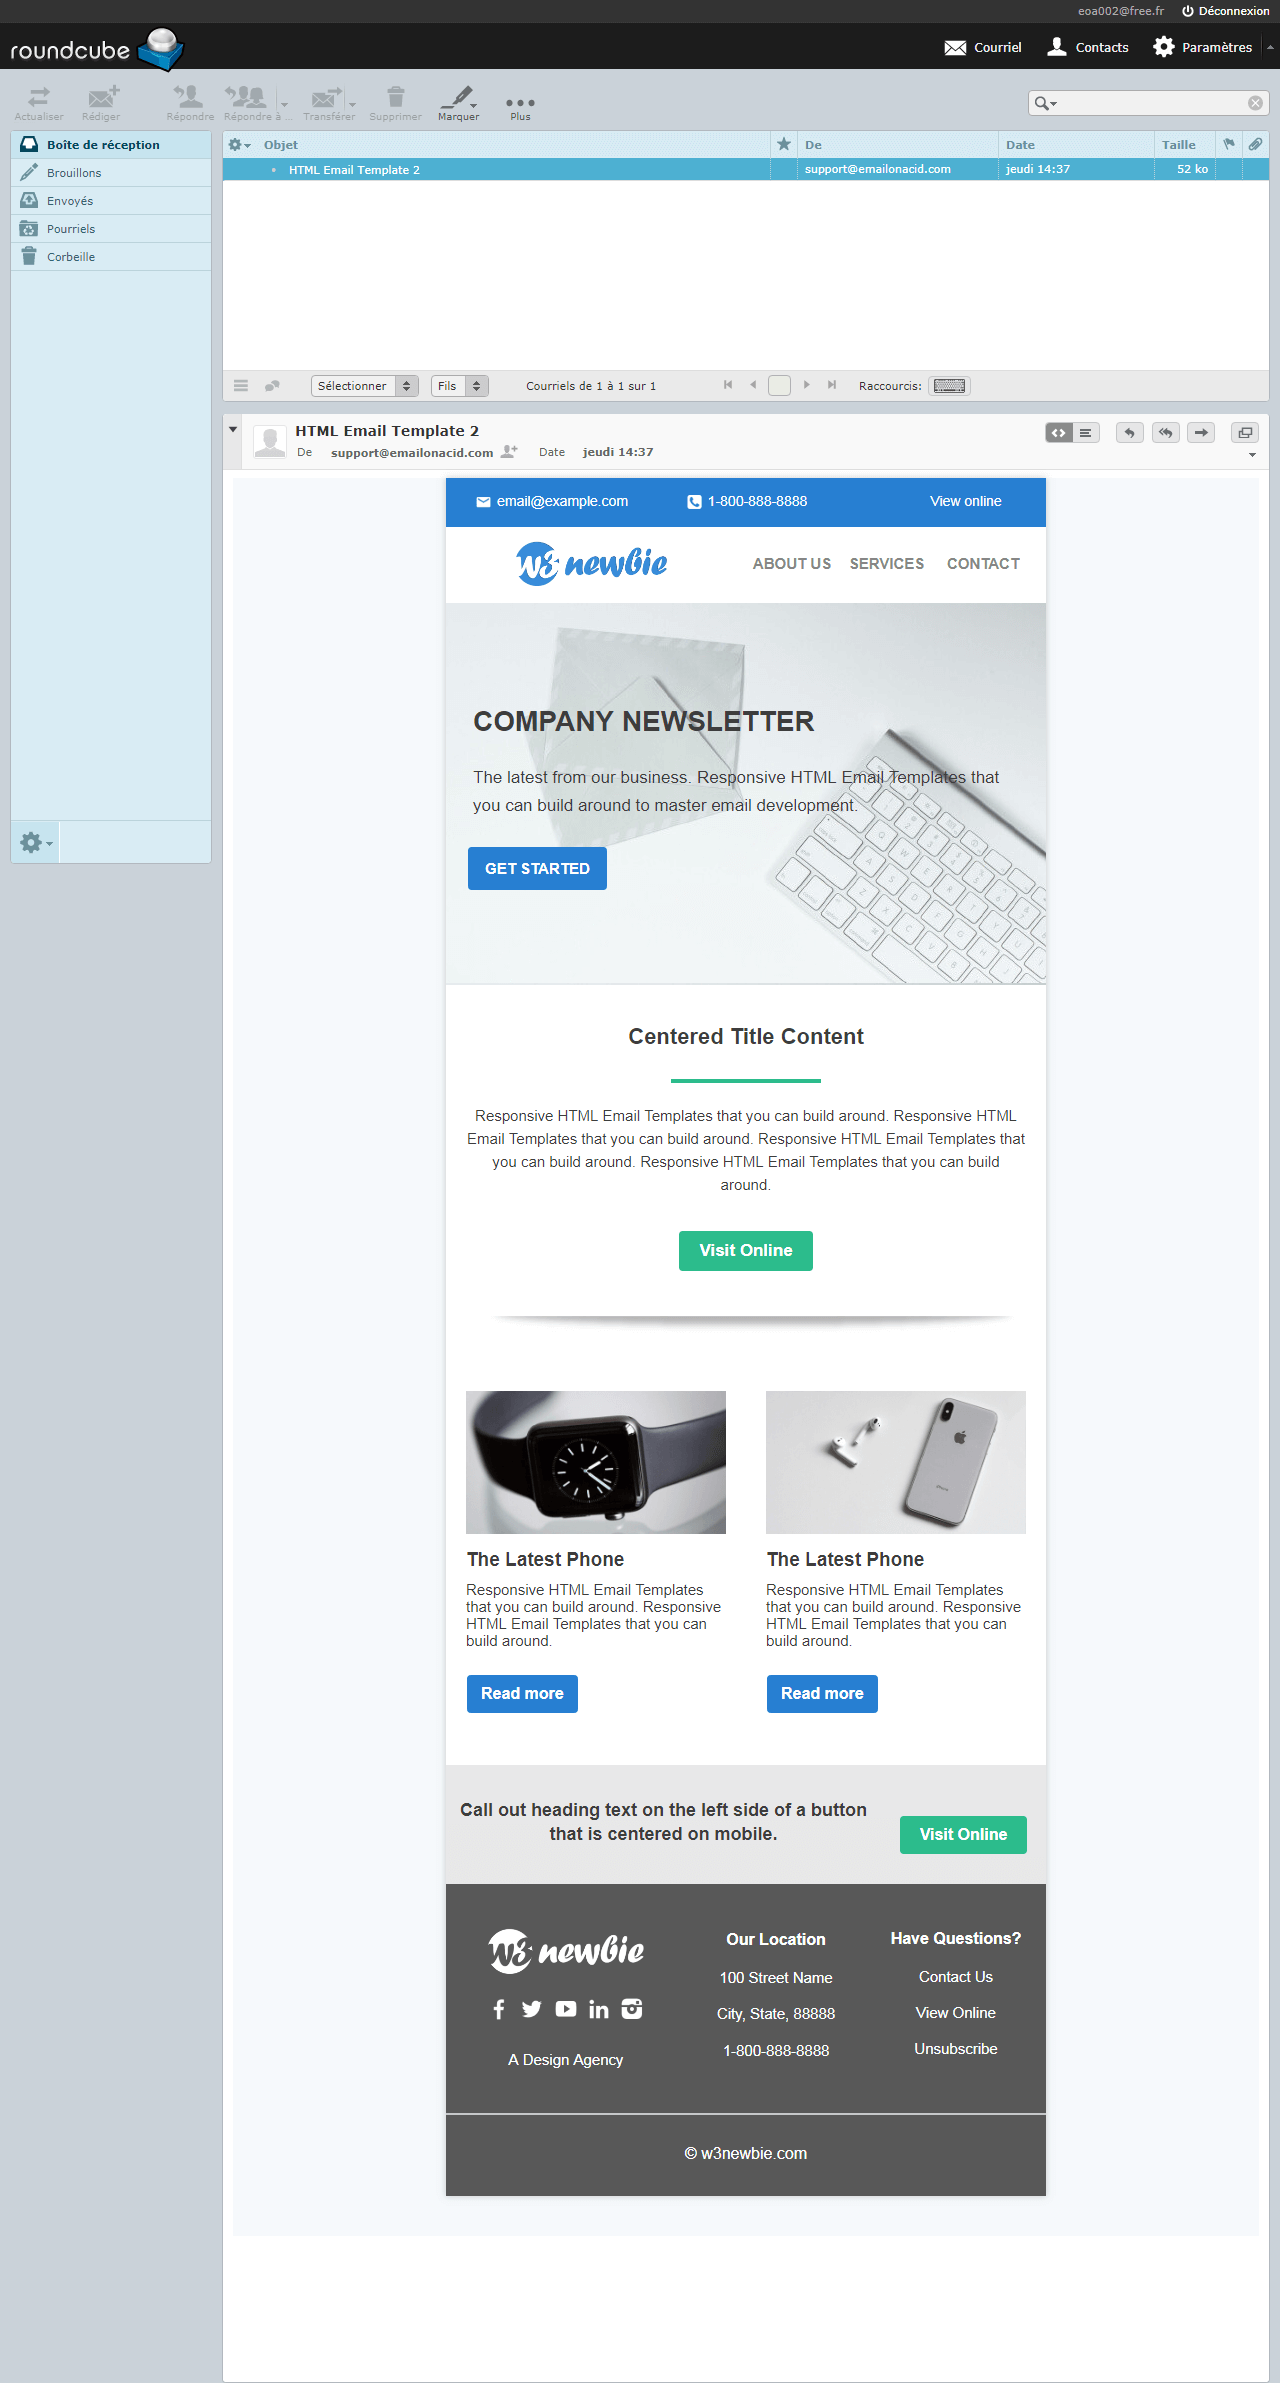 eoa002@free.fr Déconnexion
roundcube Courriel Contacts Paramètres
Actualiser Rédiger Répondre Répondre à ... Transférer Supprimer Marquer Plus
Boîte de réception
Brouillons
Envoyés
Pourriels
Corbeille
Objet De Date Taille
HTML Email Template 2 support@emailonacid.com jeudi 14:37 52 ko
Sélectionner Fils Courriels de 1 à 1 sur 1 Raccourcis:
HTML Email Template 2
De support@emailonacid.com Date jeudi 14:37
email@example.com 1-800-888-8888 View online
w3 newbie ABOUT US SERVICES CONTACT
COMPANY NEWSLETTER
The latest from our business. Responsive HTML Email Templates that
you can build around to master email development.
GET STARTED
Centered Title Content
Responsive HTML Email Templates that you can build around. Responsive HTML
Email Templates that you can build around. Responsive HTML Email Templates that
you can build around. Responsive HTML Email Templates that you can build
around.
Visit Online
The Latest Phone
Responsive HTML Email Templates
that you can build around. Responsive
HTML Email Templates that you can
build around.
Read more
The Latest Phone
Responsive HTML Email Templates
that you can build around. Responsive
HTML Email Templates that you can
build around.
Read more
Call out heading text on the left side of a button
that is centered on mobile.
Visit Online
w3 newbie
A Design Agency
Our Location
100 Street Name
City, State, 88888
1-800-888-8888
Have Questions?
Contact Us
View Online
Unsubscribe
© w3newbie.com